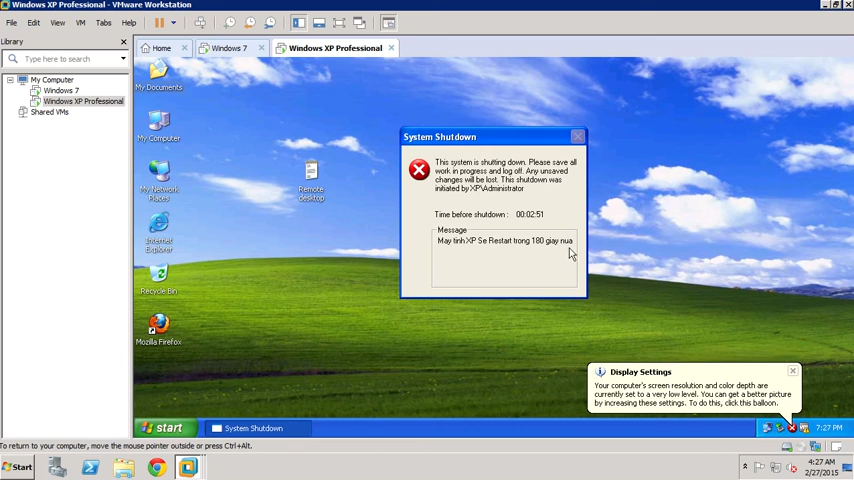 Windows XP Professional - VMware Workstation
File Edit View VM Tabs Help
Library
Type here to search
My Computer
Windows 7
Windows XP Professional
Shared VMs
Home
Windows 7
Windows XP Professional
My Documents
My Computer
My Network
Places
Internet
Explorer
Recycle Bin
Mozilla Firefox
Remote
desktop
System Shutdown
This system is shutting down. Please save all
work in progress and log off. Any unsaved
changes will be lost. This shutdown was
initiated by XP\Administrator
Time before shutdown : 00:02:51
Message
May tinh XP Se Restart trong 180 giay nua
Display Settings
Your computer's screen resolution and color depth are
currently set to a very low level. You can get a better picture
by increasing these settings. To do this, click this balloon.
start
System Shutdown
7:27 PM
To return to your computer, move the mouse pointer outside or press Ctrl+Alt.
Start
4:27 AM
2/27/2015